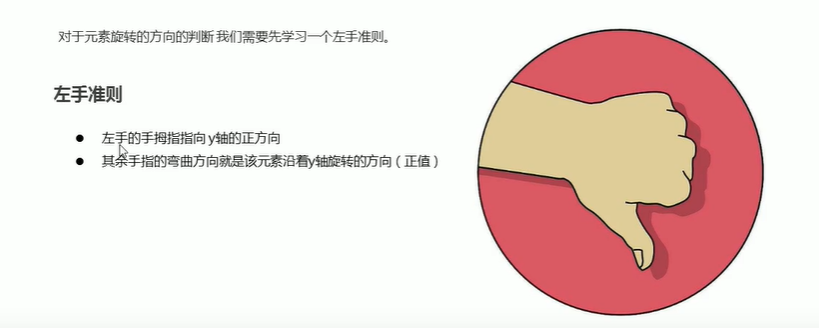 对于元素旋转的方向的判断 我们需要先学习一个左手准则。
左手准则
● 左手的手拇指指向 y轴的正方向
● 其余手指的弯曲方向就是该元素沿着y轴旋转的方向（正值）